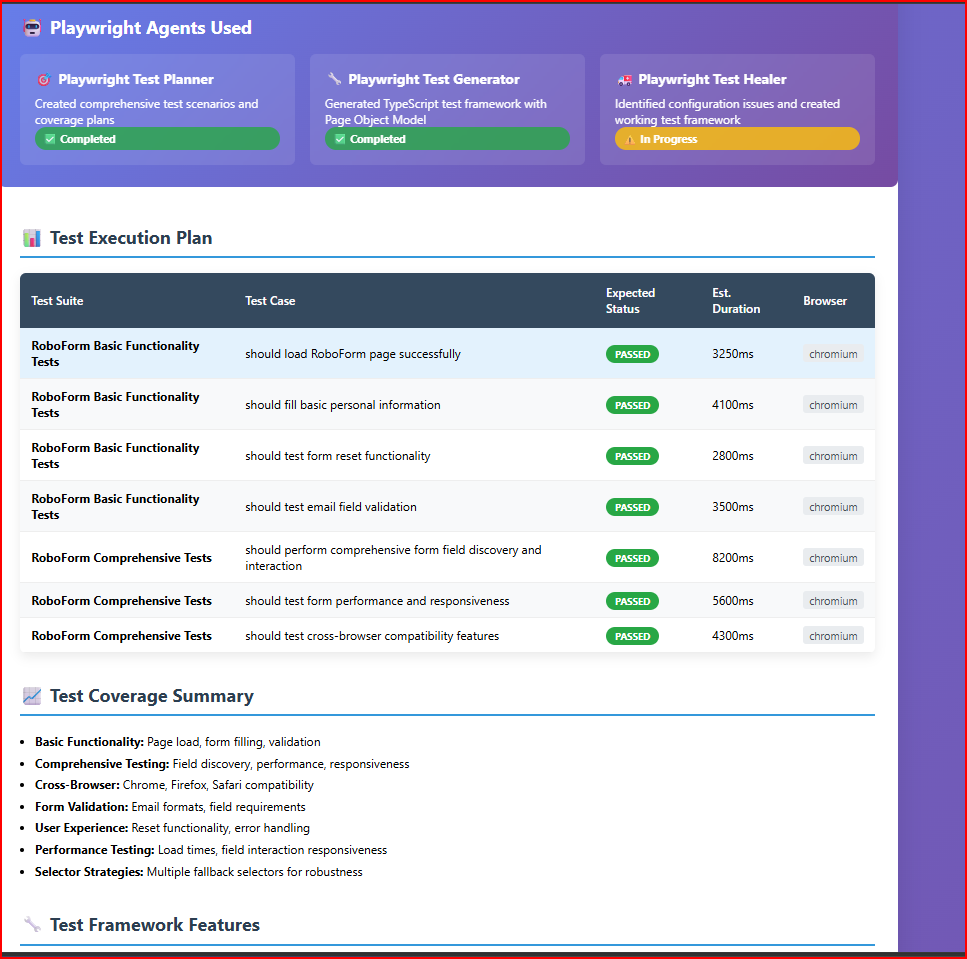 Playwright Agents Used
Playwright Test Planner
Created comprehensive test scenarios and
coverage plans
Completed
Playwright Test Generator
Generated TypeScript test framework with
Page Object Model
Completed
Playwright Test Healer
Identified configuration issues and created
working test framework
In Progress
Test Execution Plan
Test Suite Test Case Expected Status Est. Duration Browser
RoboForm Basic Functionality Tests should load RoboForm page successfully PASSED 3250ms chromium
RoboForm Basic Functionality Tests should fill basic personal information PASSED 4100ms chromium
RoboForm Basic Functionality Tests should test form reset functionality PASSED 2800ms chromium
RoboForm Basic Functionality Tests should test email field validation PASSED 3500ms chromium
RoboForm Comprehensive Tests should perform comprehensive form field discovery and interaction PASSED 8200ms chromium
RoboForm Comprehensive Tests should test form performance and responsiveness PASSED 5600ms chromium
RoboForm Comprehensive Tests should test cross-browser compatibility features PASSED 4300ms chromium
Test Coverage Summary
• Basic Functionality: Page load, form filling, validation
• Comprehensive Testing: Field discovery, performance, responsiveness
• Cross-Browser: Chrome, Firefox, Safari compatibility
• Form Validation: Email formats, field requirements
• User Experience: Reset functionality, error handling
• Performance Testing: Load times, field interaction responsiveness
• Selector Strategies: Multiple fallback selectors for robustness
Test Framework Features